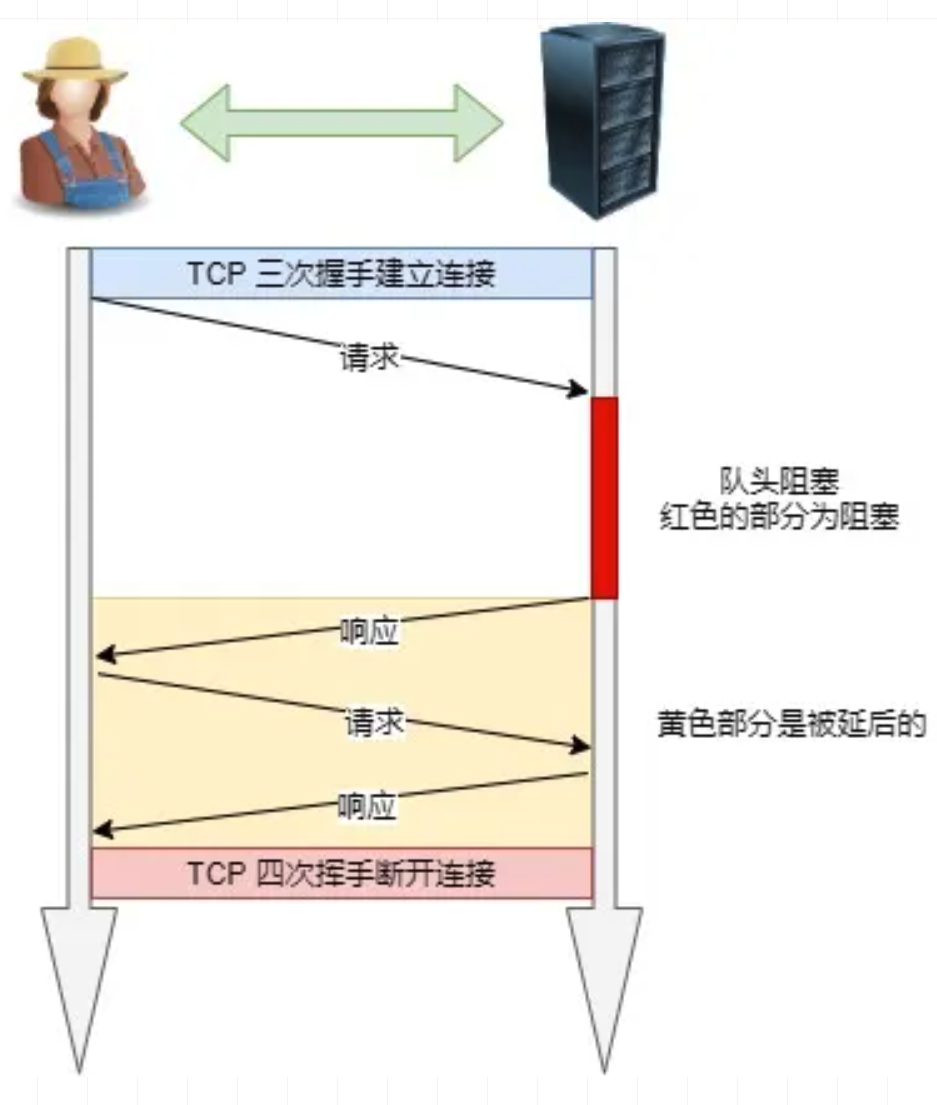 TCP 三次握手建立连接
请求
队头阻塞
红色的部分为阻塞
响应
请求
黄色部分是被延后的
响应
TCP 四次挥手断开连接